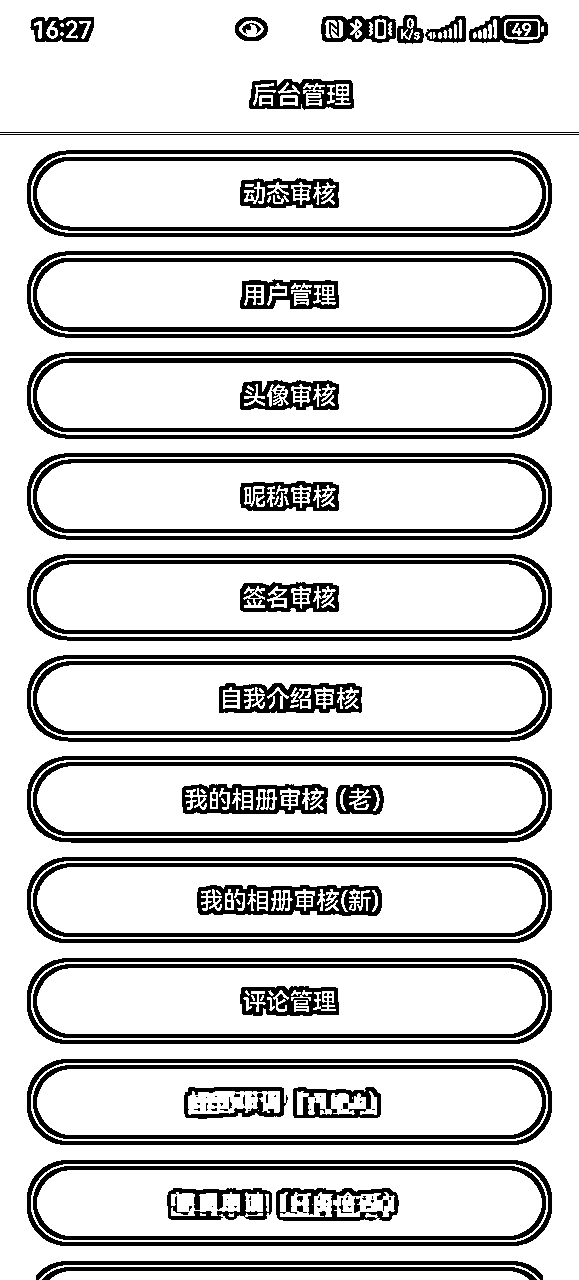 16:27
0 K/s 49
后台管理
动态审核
用户管理
头像审核
昵称审核
签名审核
自我介绍审核
我的相册审核（老）
我的相册审核(新)
评论管理